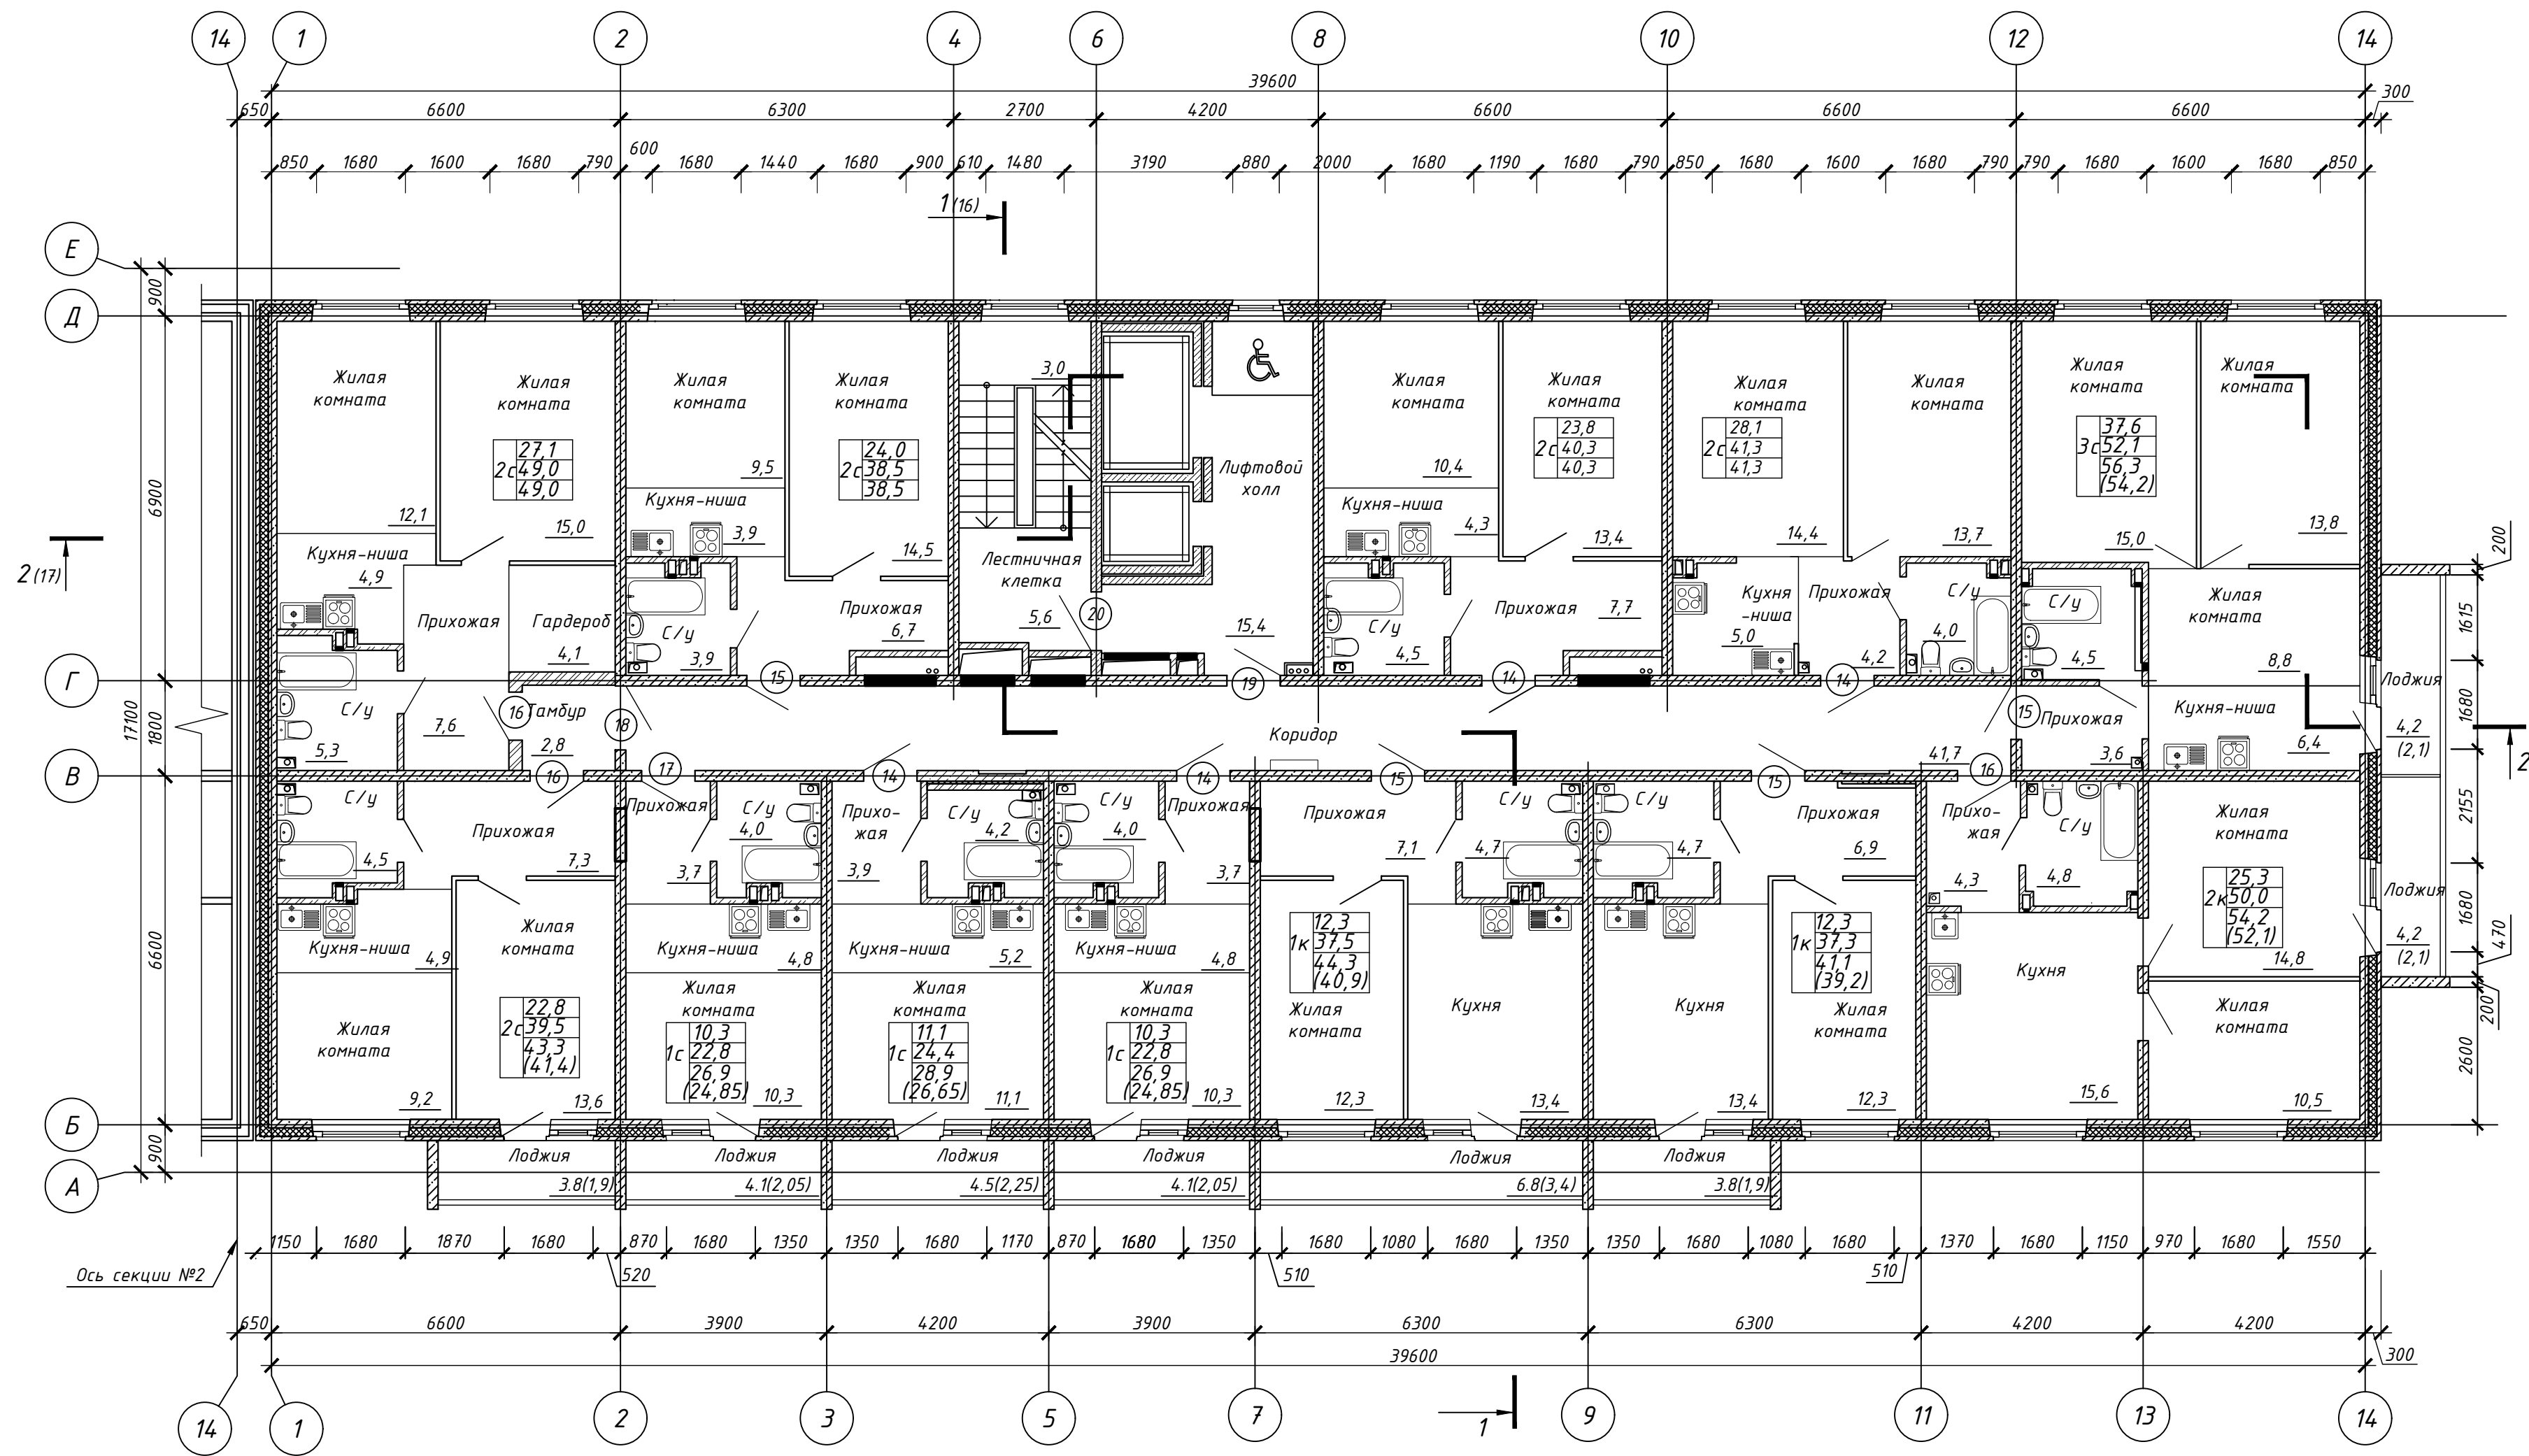 14 1 2 4 6 8 10 12 14
39600
650 6600 6300 2700 4200 6600 6600 6600 300
850 1680 1600 1680 790 600 1680 1440 1680 900 610 1480 3190 880 2000 1680 1190 1680 790 850 1680 1600 1680 790 790 1680 1600 1680 850
1 (16)
Е
Д
Г
В
Б
А
900
6900
17100
1800
6600
900
2 (17)
Жилая
комната
12,1
Кухня-ниша
4,9
Жилая
комната
2с
27,1
49,0
49,0
15,0
Прихожая
7,6
Гардероб
4,1
С/у
5,3
16
Тамбур
2,8
18
Жилая
комната
9,5
Кухня-ниша
3,9
С/у
3,9
Жилая
комната
2с
24,0
38,5
38,5
14,5
Прихожая
6,7
15
3,0
Лестничная
клетка
5,6
20
Лифтовой
холл
15,4
19
Жилая
комната
10,4
Кухня-ниша
4,3
С/у
4,5
Жилая
комната
2с
23,8
40,3
40,3
13,4
Прихожая
7,7
14
Жилая
комната
2с
28,1
41,3
41,3
14,4
Кухня
-ниша
5,0
Жилая
комната
13,7
Прихожая
4,2
С/у
4,0
14
Жилая
комната
3с
37,6
52,1
56,3
(54,2)
15,0
Жилая
комната
13,8
С/у
4,5
Жилая
комната
8,8
15
Прихожая
3,6
Кухня-ниша
6,4
Лоджия
4,2
(2,1)
Коридор
41,7
16 17 14 14 15 15 16
С/у
4,5
Прихожая
7,3
Кухня-ниша
4,9
Жилая
комната
9,2
Жилая
комната
2с
22,8
39,5
43,3
(41,4)
13,6
Прихожая
3,7
С/у
4,0
Кухня-ниша
4,8
Жилая
комната
1с
10,3
22,8
26,9
(24,85)
10,3
Прихо-
жая
3,9
С/у
4,2
Кухня-ниша
5,2
Жилая
комната
1с
11,1
24,4
28,9
(26,65)
11,1
С/у
4,0
Прихожая
3,7
Кухня-ниша
4,8
Жилая
комната
1с
10,3
22,8
26,9
(24,85)
10,3
Прихожая
7,1
С/у
4,7
1к
12,3
37,5
44,3
(40,9)
Жилая
комната
12,3
Кухня
13,4
С/у
4,7
Прихожая
6,9
Кухня
13,4
1к
12,3
37,3
41,1
(39,2)
Жилая
комната
12,3
Прихо-
жая
4,3
С/у
4,8
Кухня
15,6
Жилая
комната
2к
25,3
50,0
54,2
(52,1)
14,8
Жилая
комната
10,5
Лоджия
4,2
(2,1)
200
1615
1680
2155
1680
470
200
2600
2
Лоджия
3.8(1,9)
Лоджия
4.1(2,05)
Лоджия
4.5(2,25)
Лоджия
4.1(2,05)
Лоджия
6.8(3,4)
Лоджия
3.8(1,9)
1150 1680 1870 1680 520 870 1680 1350 1350 1680 1170 870 1680 1350 510 1680 1080 1680 1350 1350 1680 1080 1680 510 1370 1680 1150 970 1680 1550
Ось секции №2
650 6600 3900 4200 3900 6300 6300 4200 4200 300
39600
1
14 1 2 3 5 7 9 11 13 14